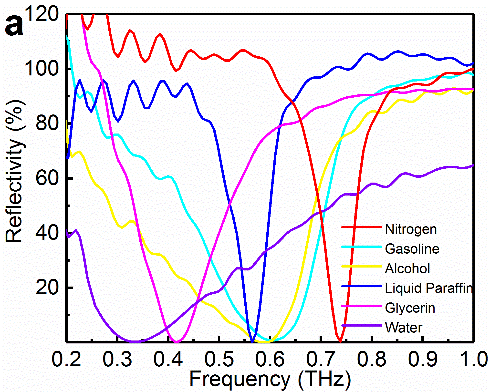 a
120
100
80
60
40
20
Reflectivity (%)
Nitrogen
Gasoline
Alcohol
Liquid Paraffin
Glycerin
Water
0.2 0.3 0.4 0.5 0.6 0.7 0.8 0.9 1.0
Frequency (THz)